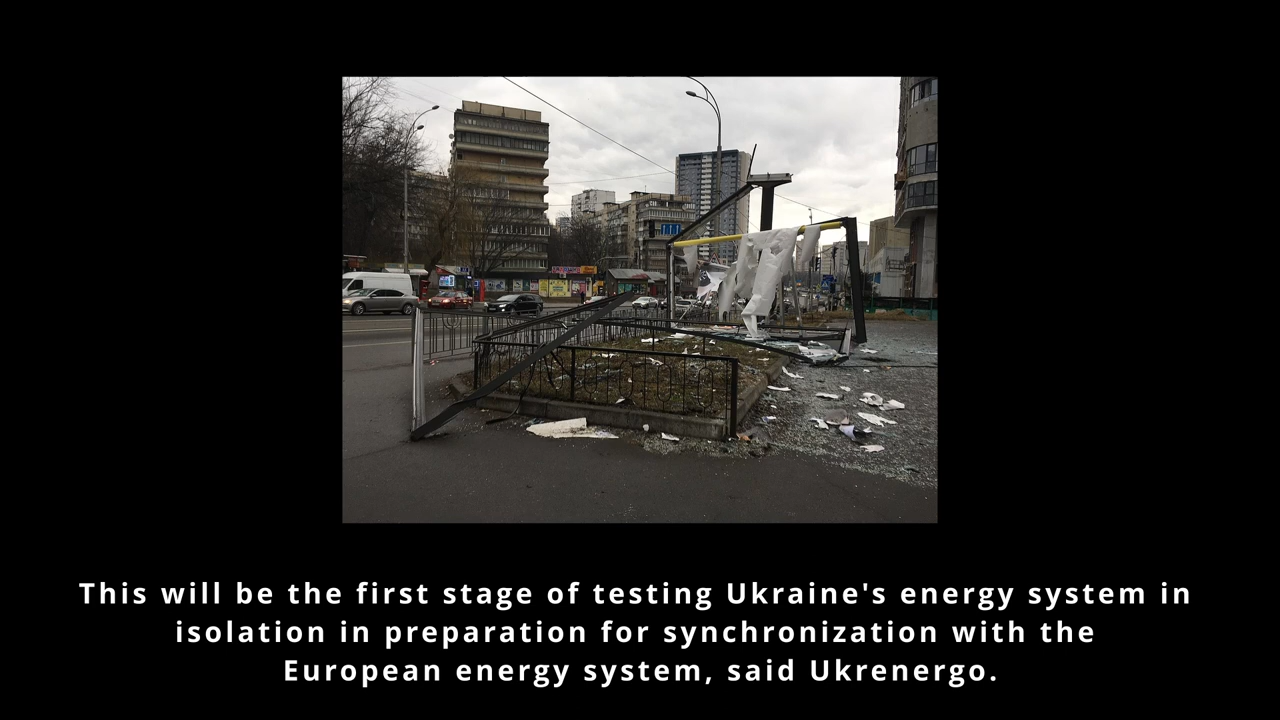 This will be the first stage of testing Ukraine's energy system in
isolation in preparation for synchronization with the
European energy system, said Ukrenergo.